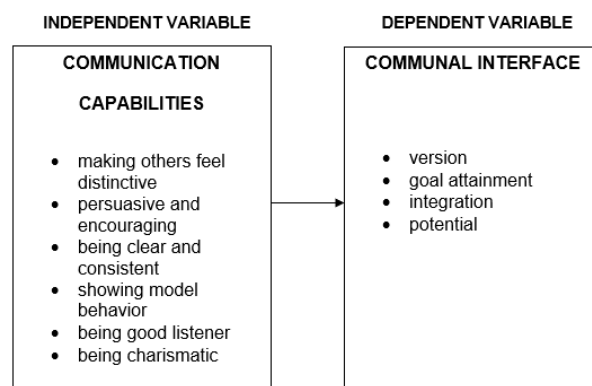 INDEPENDENT VARIABLE
COMMUNICATION
CAPABILITIES
• making others feel
distinctive
• persuasive and
encouraging
• being clear and
consistent
• showing model
behavior
• being good listener
• being charismatic
DEPENDENT VARIABLE
COMMUNAL INTERFACE
• version
• goal attainment
• integration
• potential